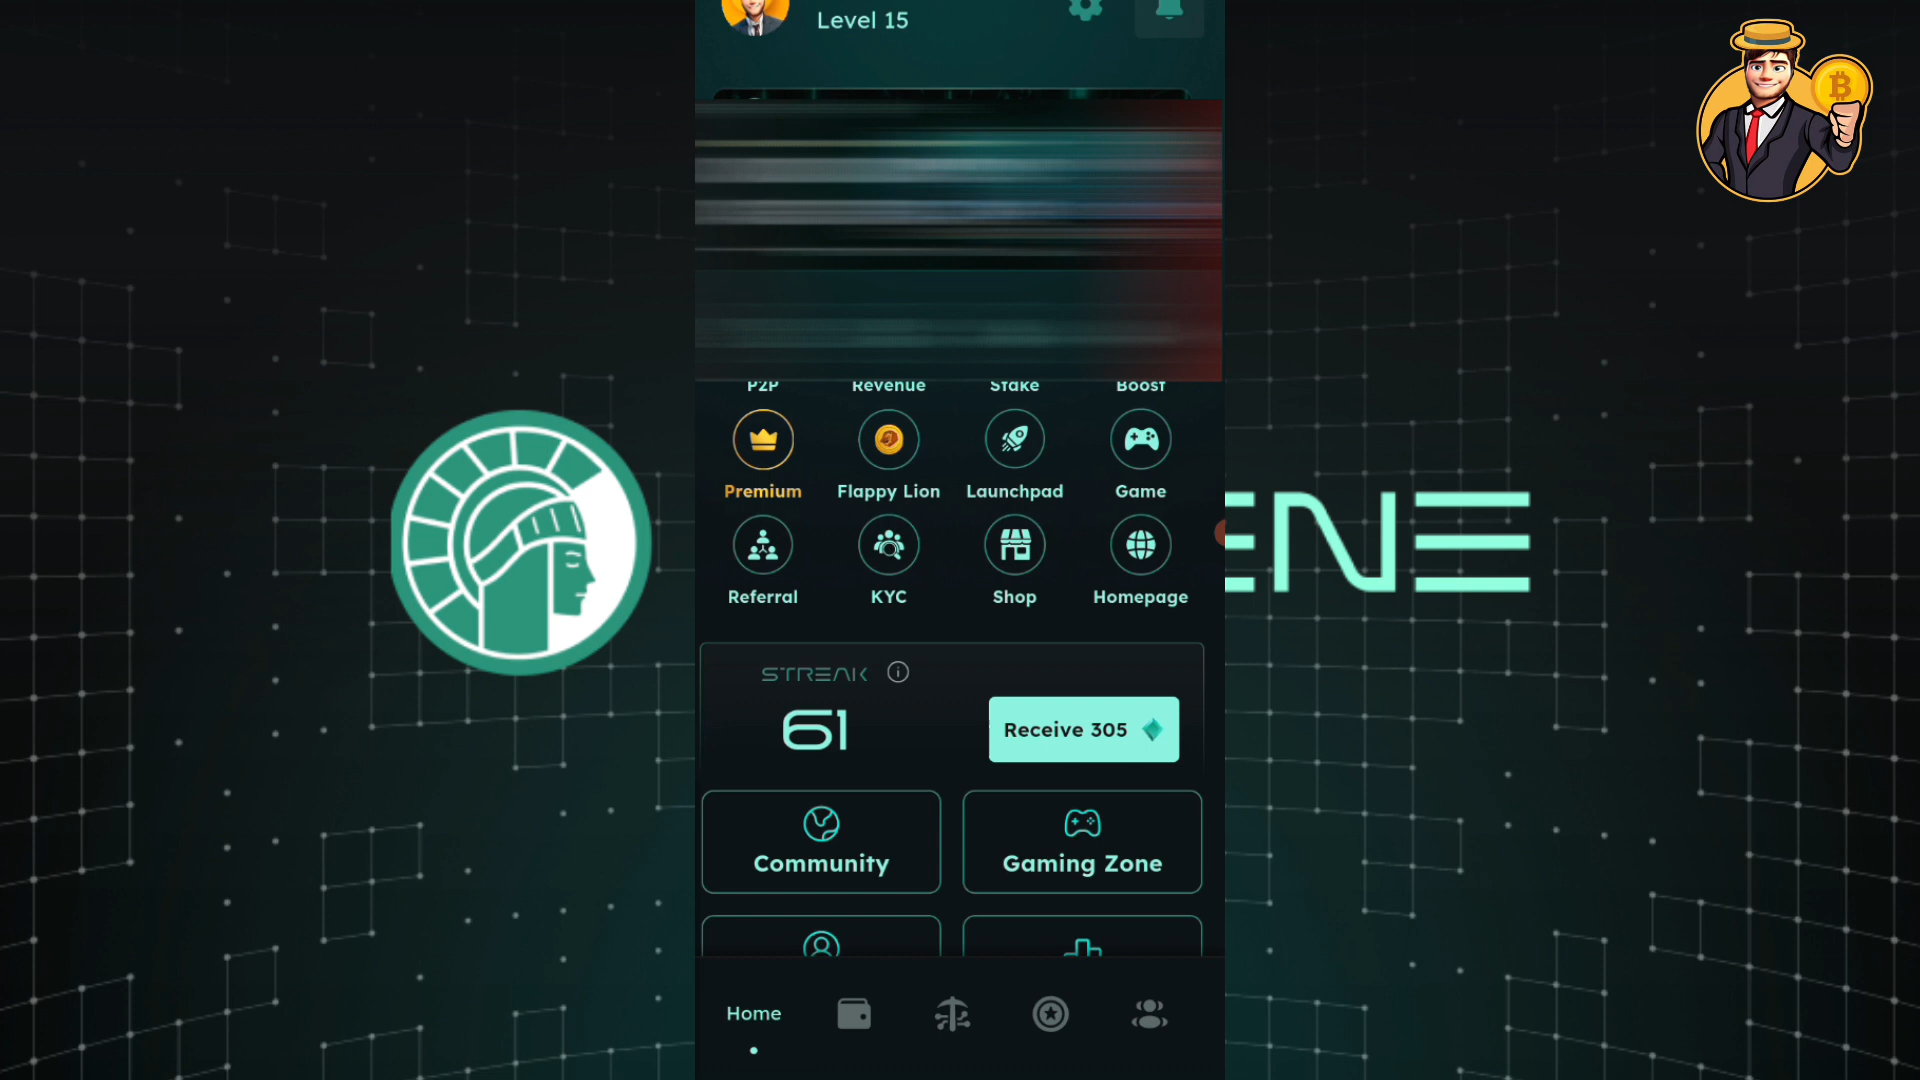 Level 15
P2P Revenue Stake Boost
Premium Flappy Lion Launchpad Game
Referral KYC Shop Homepage
STREAK
61
Receive 305
Community Gaming Zone
Home
ENE